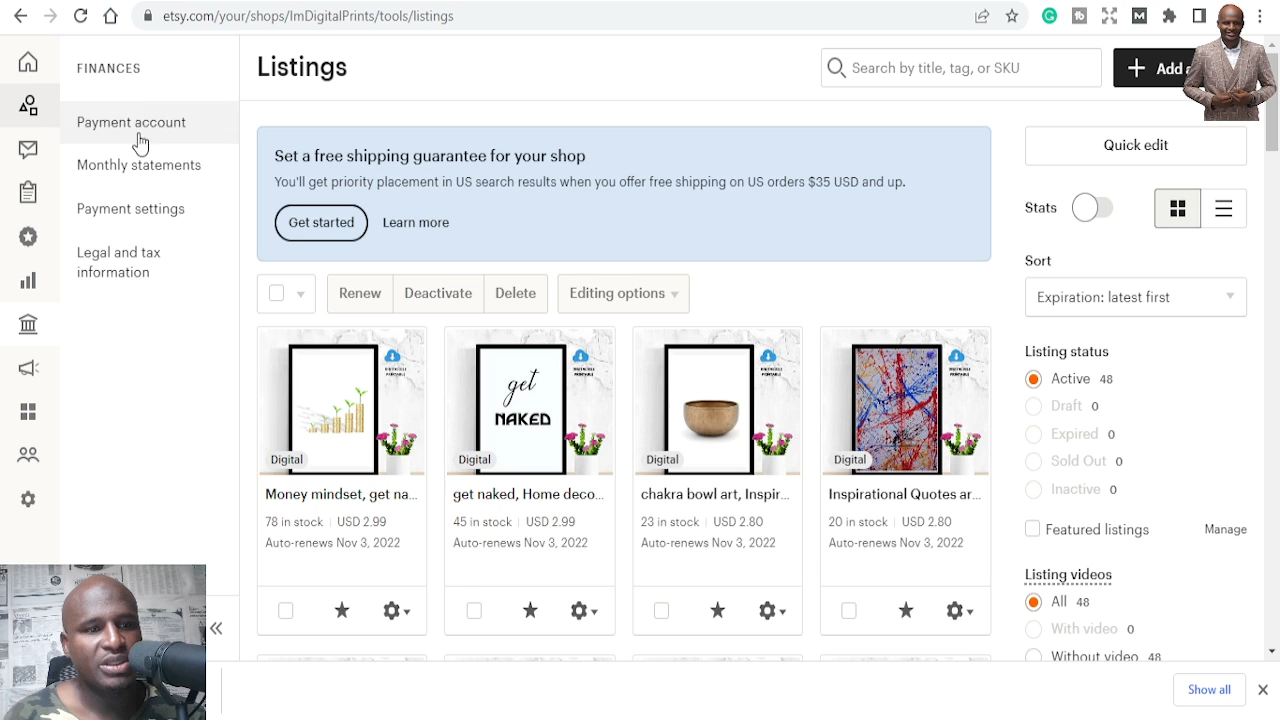 etsy.com/your/shops/ImDigitalPrints/tools/listings
FINANCES
Payment account
Monthly statements
Payment settings
Legal and tax
information
Listings
Search by title, tag, or SKU
Add a
Set a free shipping guarantee for your shop
You'll get priority placement in US search results when you offer free shipping on US orders $35 USD and up.
Get started
Learn more
Renew
Deactivate
Delete
Editing options
get
NAKED
Digital
Digital
Digital
Digital
Money mindset, get na...
get naked, Home deco...
chakra bowl art, Inspir...
Inspirational Quotes ar...
78 in stock
USD 2.99
45 in stock
USD 2.99
23 in stock
USD 2.80
20 in stock
USD 2.80
Auto-renews Nov 3, 2022
Auto-renews Nov 3, 2022
Auto-renews Nov 3, 2022
Auto-renews Nov 3, 2022
Quick edit
Stats
Sort
Expiration: latest first
Listing status
Active 48
Draft 0
Expired 0
Sold Out 0
Inactive 0
Featured listings
Manage
Listing videos
All 48
With video 0
Without video 48
Show all